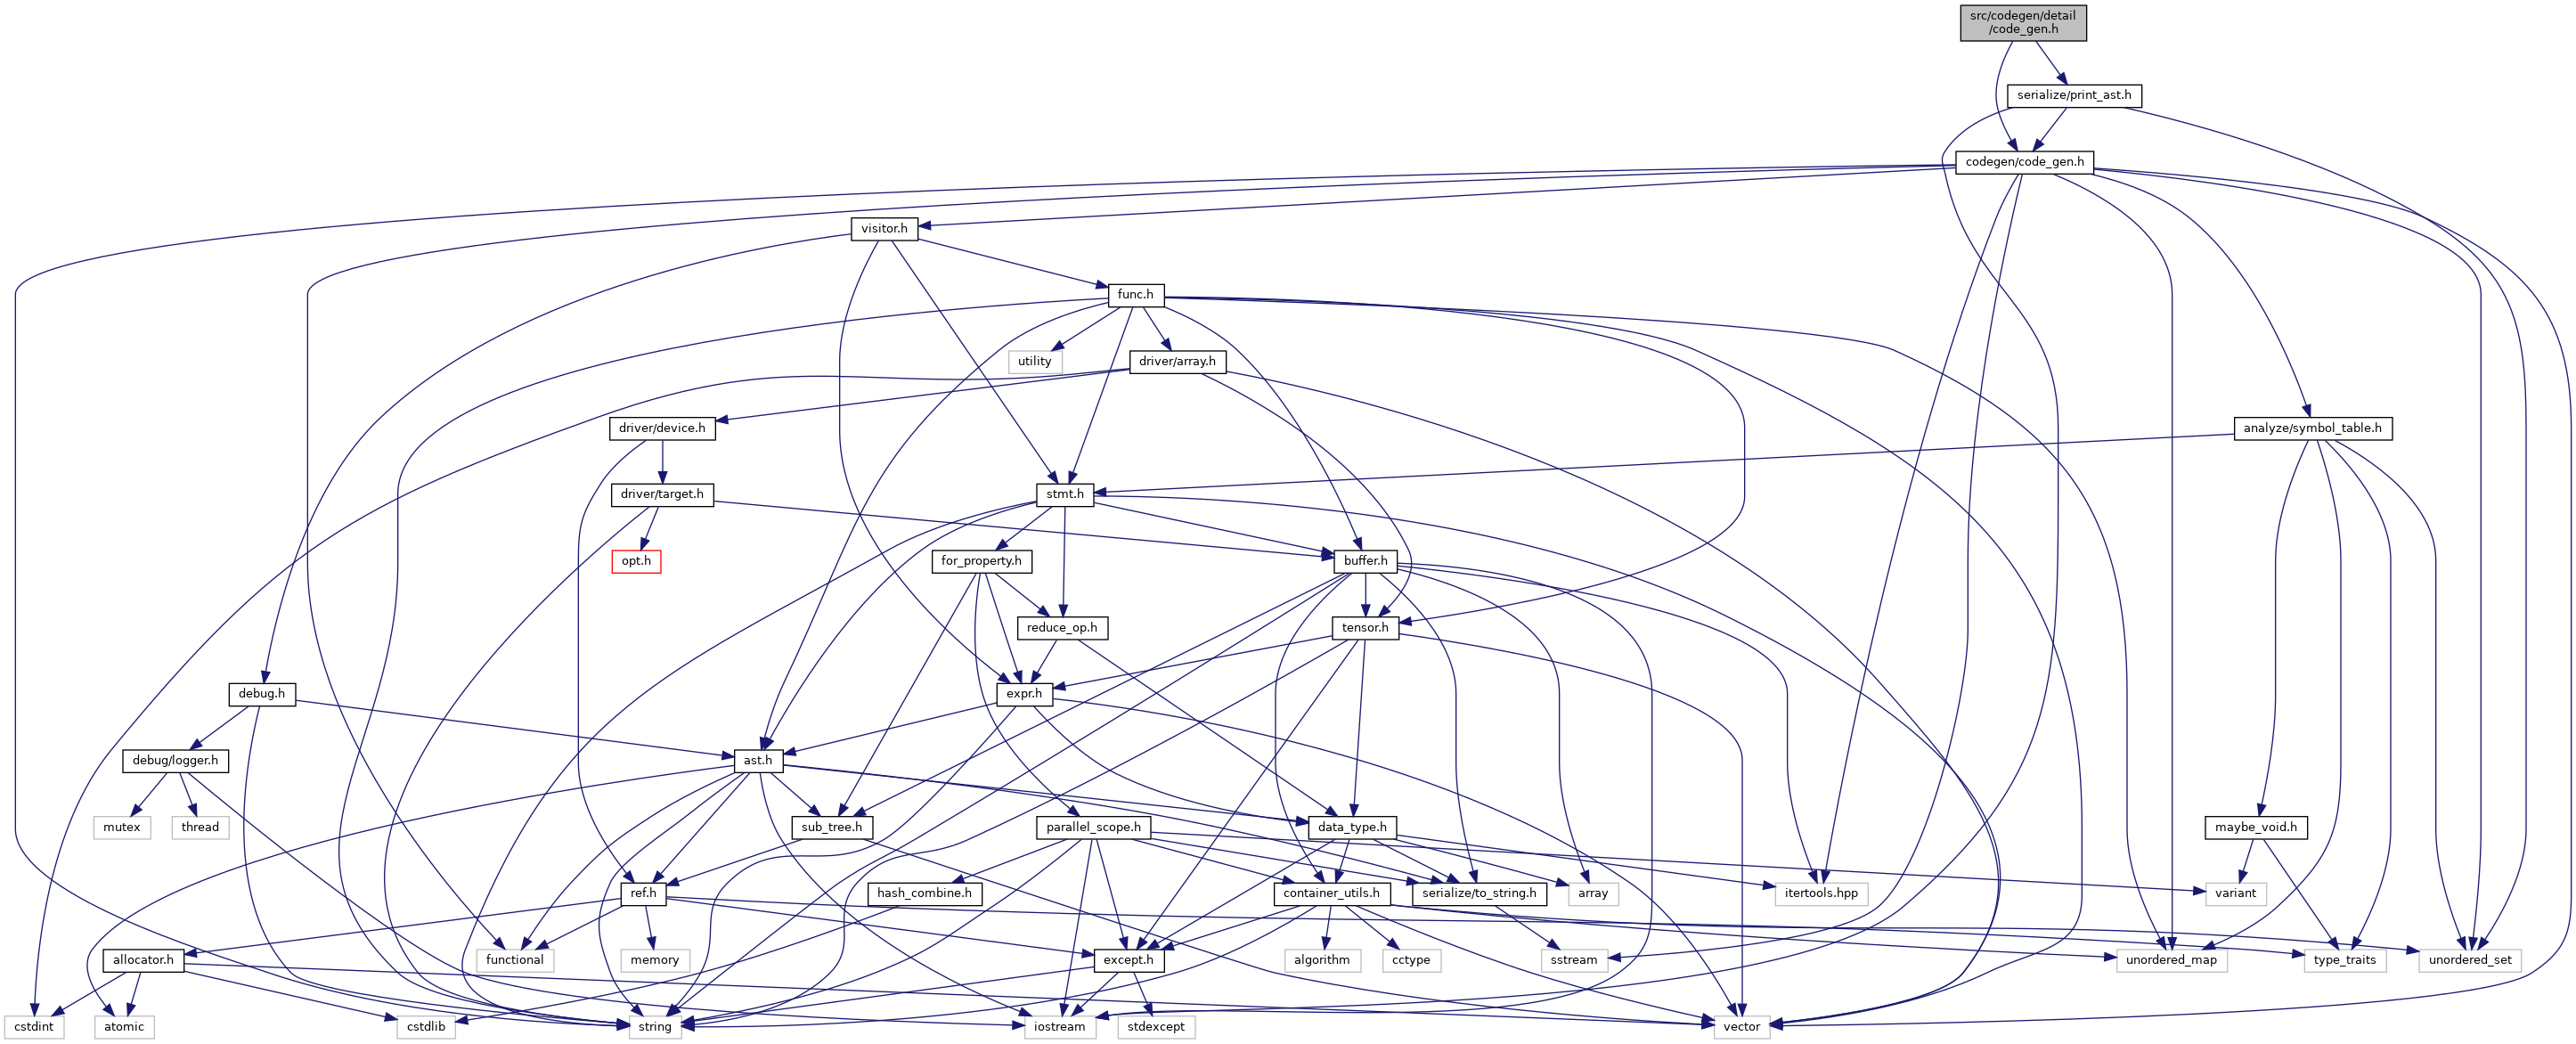 src/codegen/detail
/code_gen.h
serialize/print_ast.h
codegen/code_gen.h
visitor.h
func.h
utility
driver/array.h
driver/device.h
analyze/symbol_table.h
driver/target.h
stmt.h
opt.h
for_property.h
buffer.h
reduce_op.h
tensor.h
debug.h
expr.h
debug/logger.h
ast.h
mutex
thread
sub_tree.h
parallel_scope.h
data_type.h
maybe_void.h
ref.h
hash_combine.h
container_utils.h
serialize/to_string.h
array
itertools.hpp
variant
allocator.h
functional
memory
except.h
algorithm
cctype
sstream
unordered_map
type_traits
unordered_set
cstdint
atomic
cstdlib
string
iostream
stdexcept
vector